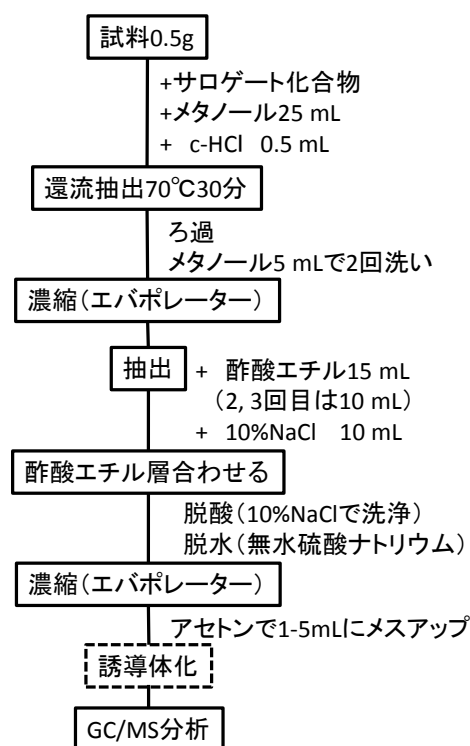 試料0.5g
+サロゲート化合物
+メタノール25 mL
+ c-HCl 0.5 mL
還流抽出70℃30分
ろ過
メタノール5 mLで2回洗い
濃縮(エバポレーター)
抽出
+ 酢酸エチル15 mL
(2, 3回目は10 mL)
+ 10%NaCl 10 mL
酢酸エチル層合わせる
脱酸(10%NaClで洗浄)
脱水(無水硫酸ナトリウム)
濃縮(エバポレーター)
アセトンで1-5mLにメスアップ
誘導体化
GC/MS分析